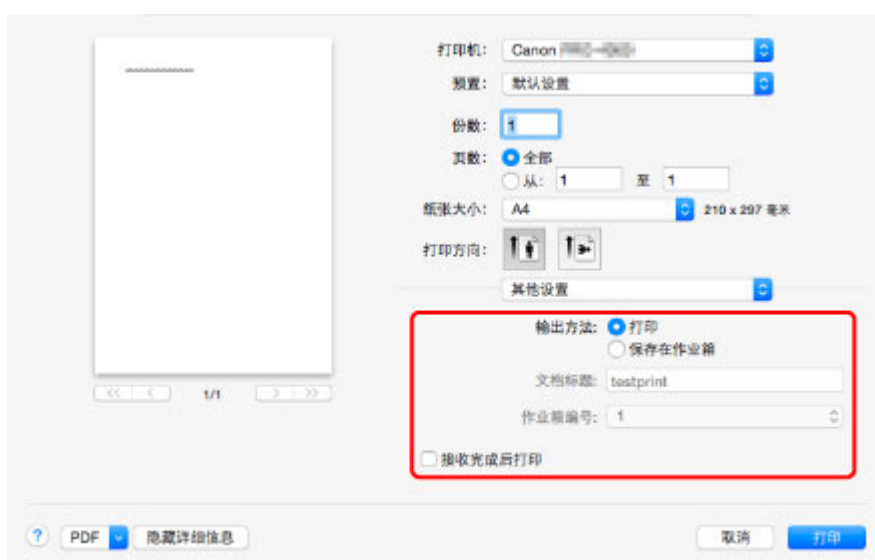 打印机: Canon
预置: 默认设置
份数: 1
页数: 全部
从: 1 至 1
纸张大小: A4 210 x 297 毫米
打印方向:
其他设置
输出方法: 打印
保存在作业箱
文档标题: testprint
作业箱编号: 1
接收完成后打印
<< < 1/1 > >>
? PDF 隐藏详细信息 取消 打印